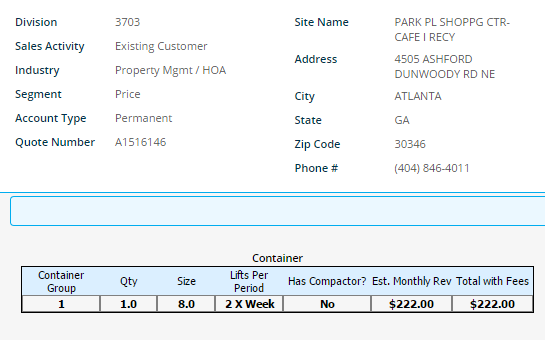 Division 3703
Sales Activity Existing Customer
Industry Property Mgmt / HOA
Segment Price
Account Type Permanent
Quote Number A1516146
Site Name PARK PL SHOPPG CTR-
CAFE I RECY
Address 4505 ASHFORD
DUNWOODY RD NE
City ATLANTA
State GA
Zip Code 30346
Phone # (404) 846-4011
Container
Container Group Qty Size Lifts Per Period Has Compactor? Est. Monthly Rev Total with Fees
1 1.0 8.0 2 X Week No $222.00 $222.00